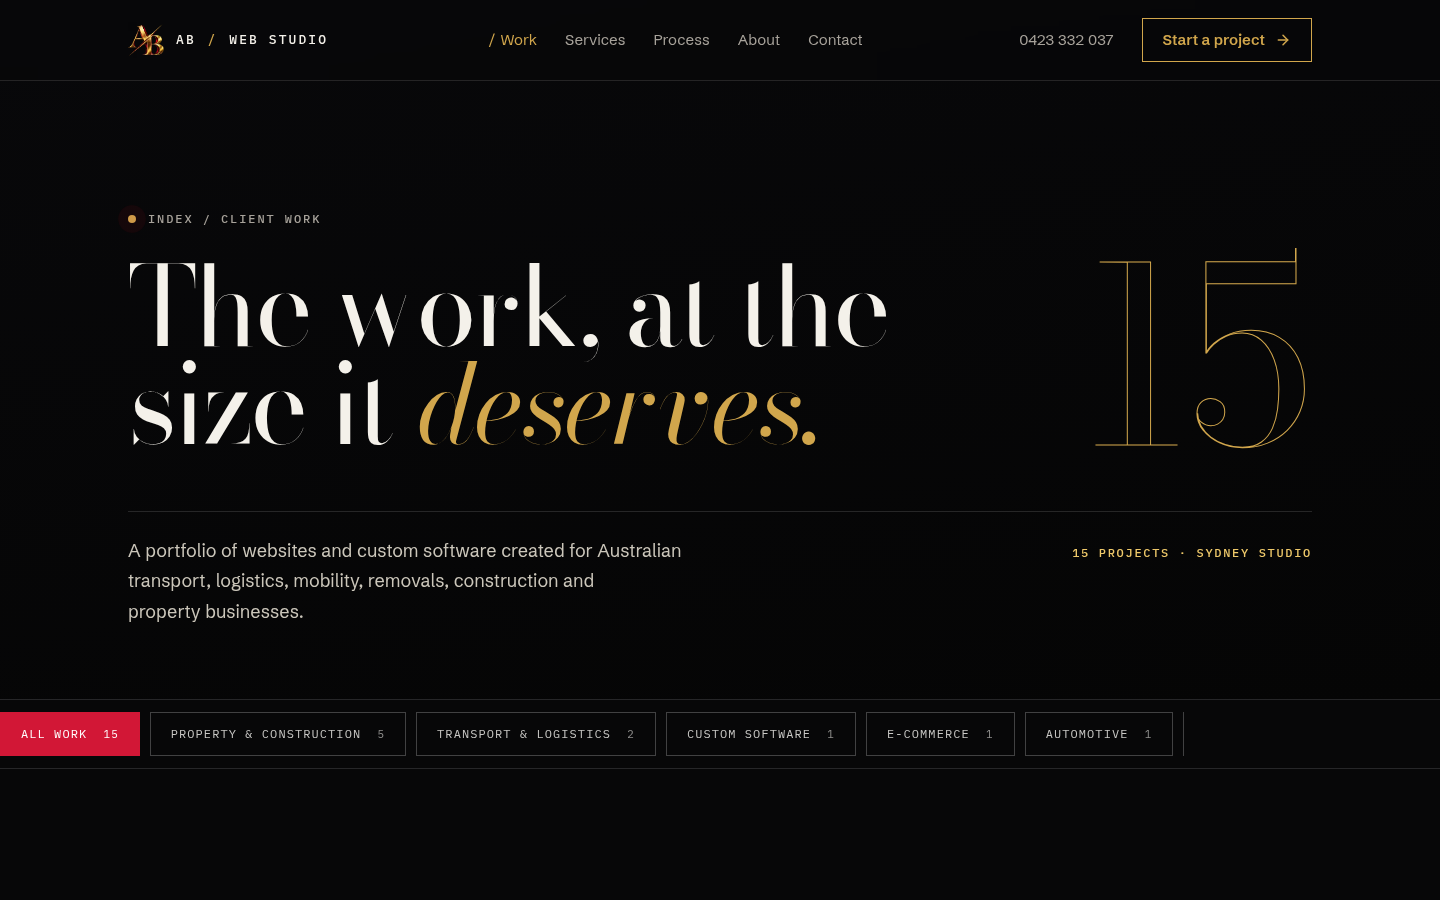 AB / WEB STUDIO
/ Work Services Process About Contact
0423 332 037
Start a project →
INDEX / CLIENT WORK
The work, at the
size it deserves.
15
A portfolio of websites and custom software created for Australian
transport, logistics, mobility, removals, construction and
property businesses.
15 PROJECTS · SYDNEY STUDIO
ALL WORK 15
PROPERTY & CONSTRUCTION 5
TRANSPORT & LOGISTICS 2
CUSTOM SOFTWARE 1
E-COMMERCE 1
AUTOMOTIVE 1